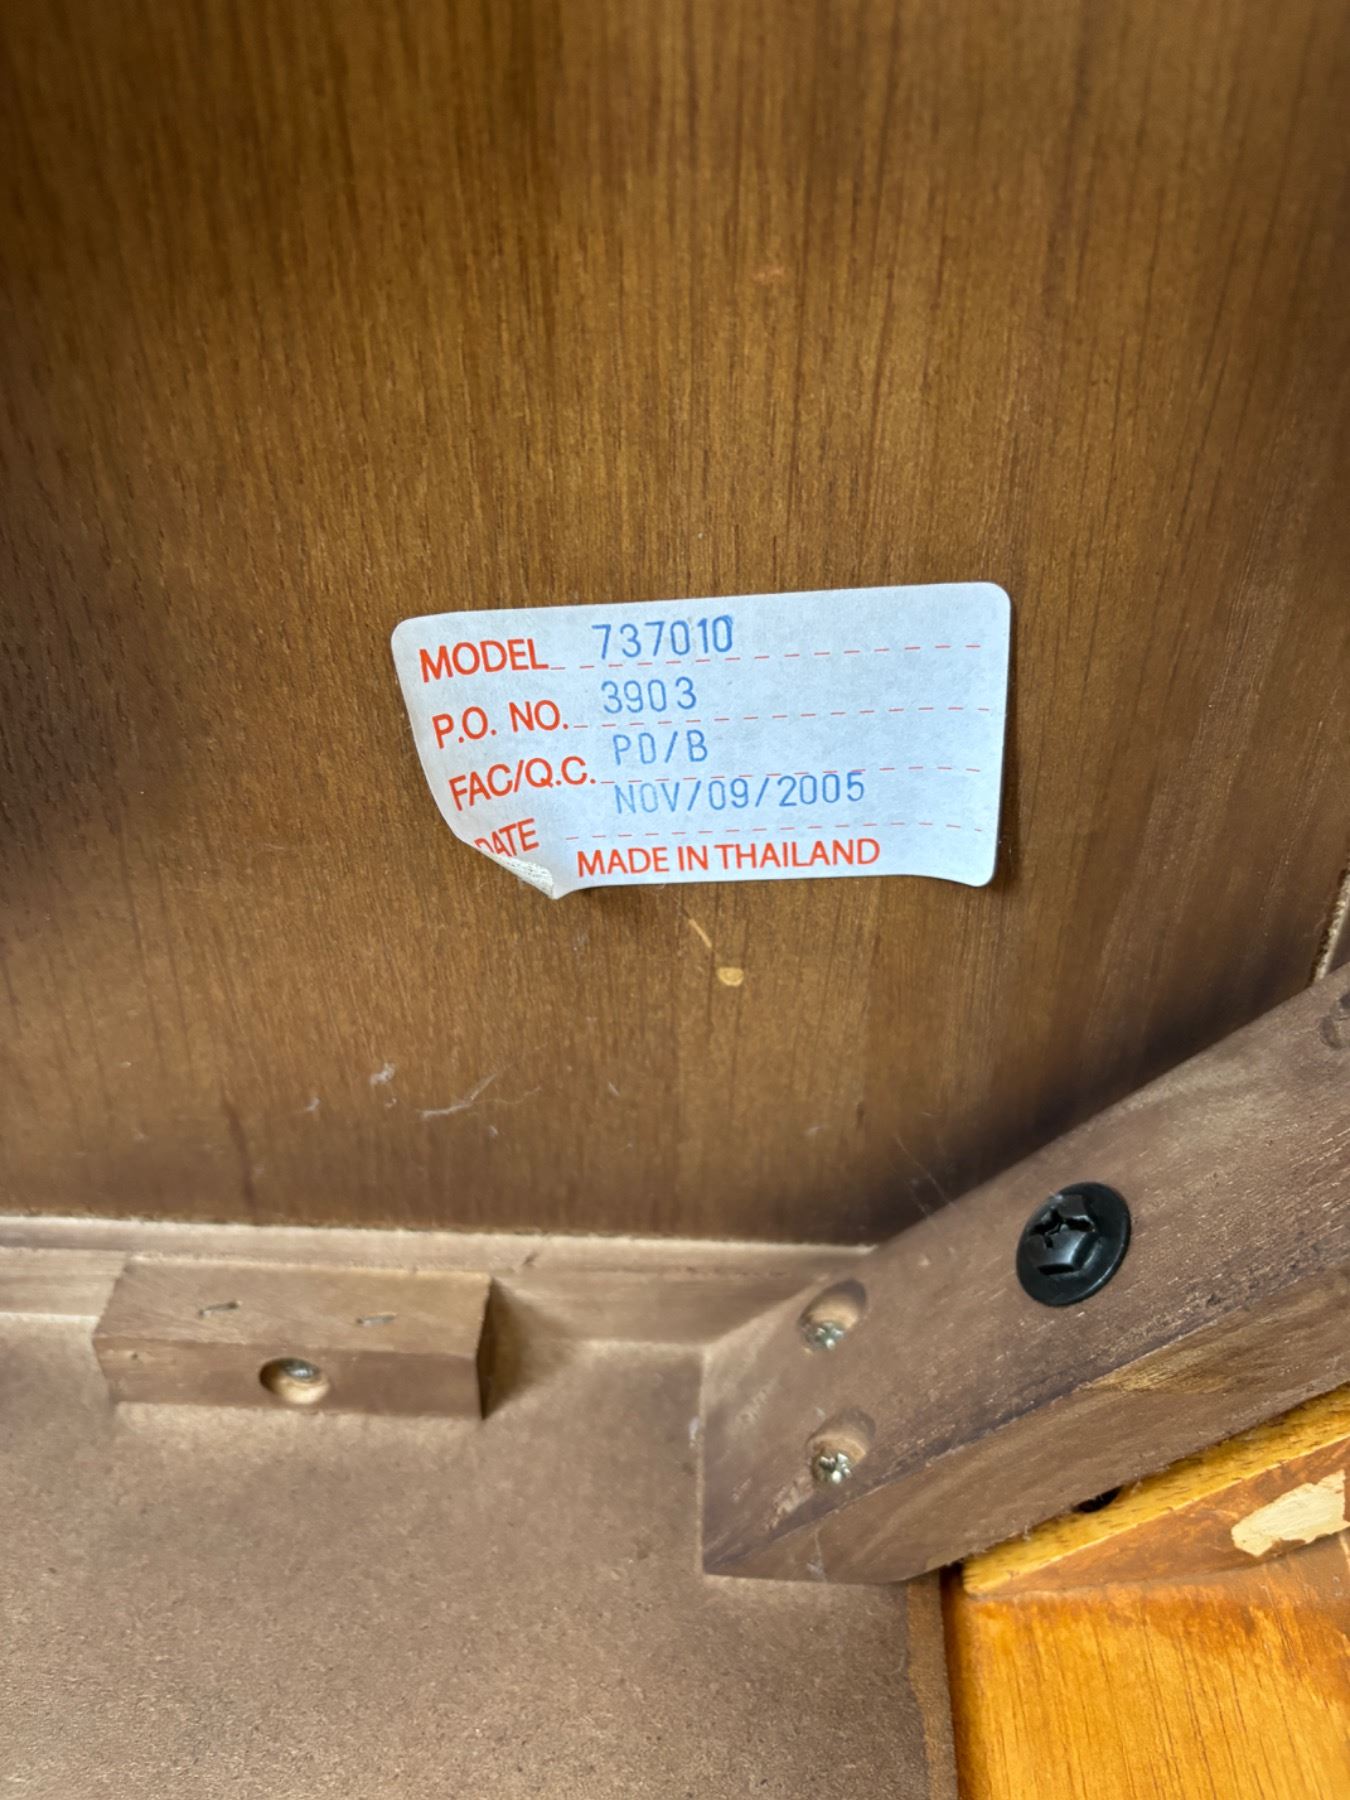 MODEL 737010
P.O. NO. 3903
FAC/Q.C. PD/B
DATE NOV/09/2005
MADE IN THAILAND